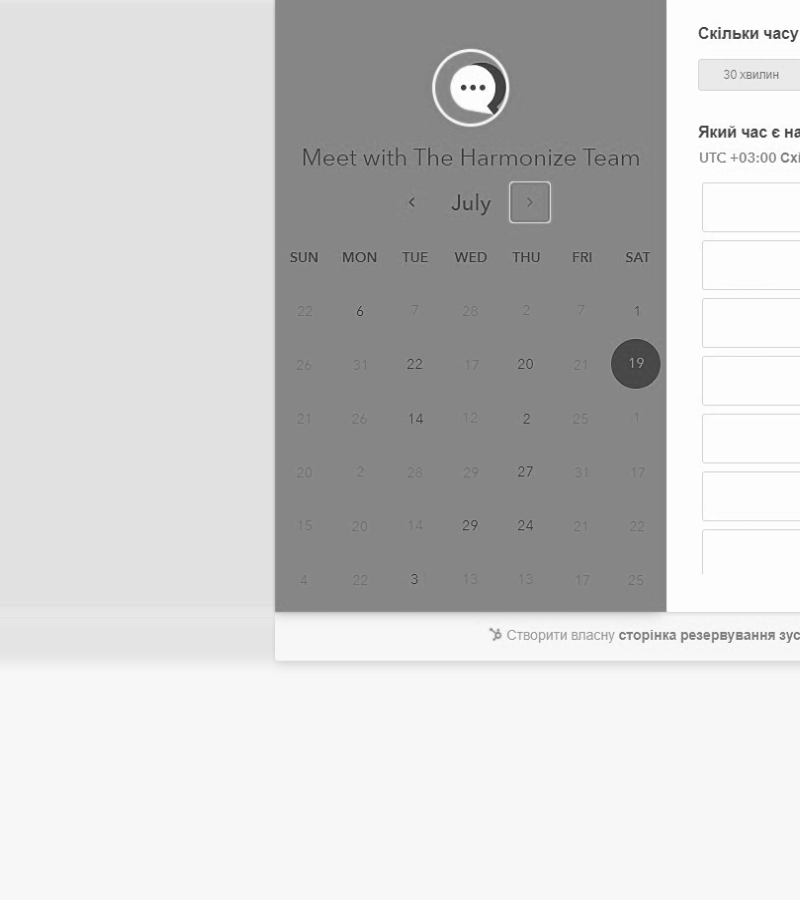 Meet with The Harmonize Team
July
SUN MON TUE WED THU FRI SAT
22 6 7 28 2 7 1
26 31 22 17 20 21 19
21 26 14 12 2 25 1
20 2 28 29 27 31 17
15 20 14 29 24 21 22
4 22 3 13 13 17 25
Скільки часу
30 хвилин
Який час є на
UTC +03:00 Схі
Створити власну сторінка резервування зус